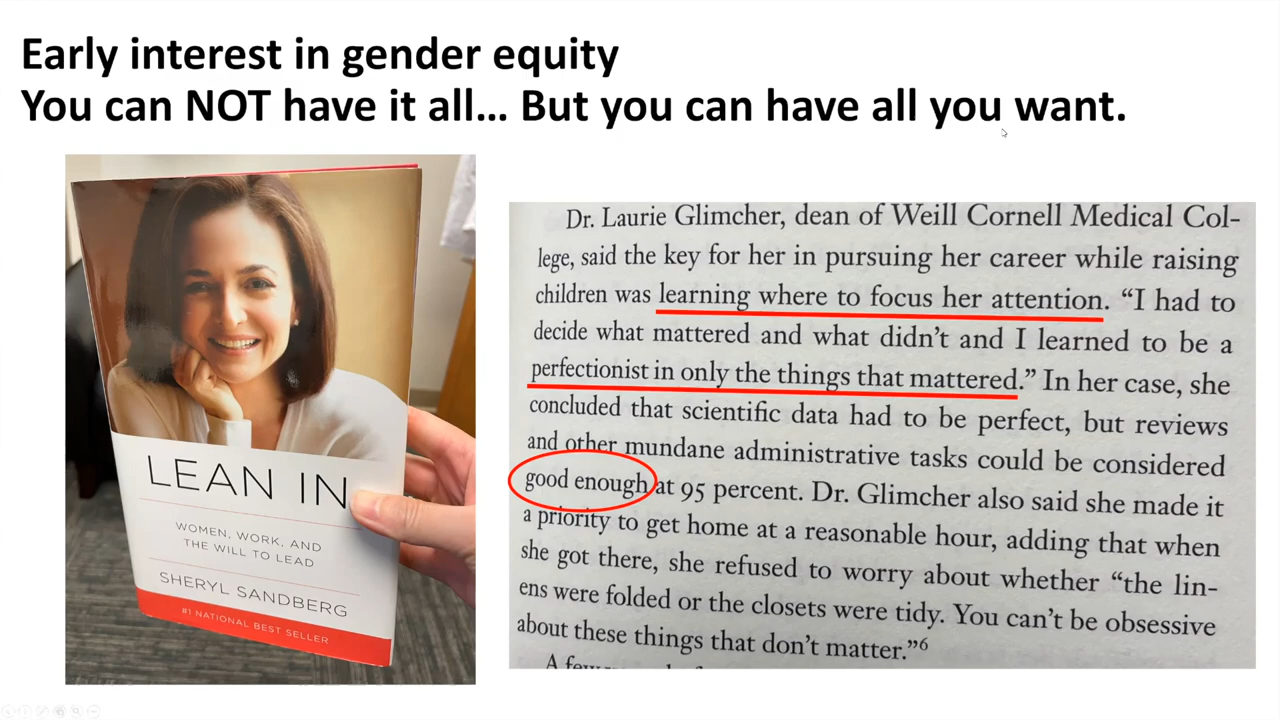 Early interest in gender equity
You can NOT have it all… But you can have all you want.
LEAN IN
WOMEN, WORK, AND
THE WILL TO LEAD
SHERYL SANDBERG
#1 NATIONAL BEST SELLER
Dr. Laurie Glimcher, dean of Weill Cornell Medical Col-
lege, said the key for her in pursuing her career while raising
children was learning where to focus her attention. “I had to
decide what mattered and what didn’t and I learned to be a
perfectionist in only the things that mattered.” In her case, she
concluded that scientific data had to be perfect, but reviews
and other mundane administrative tasks could be considered
good enough at 95 percent. Dr. Glimcher also said she made it
a priority to get home at a reasonable hour, adding that when
she got there, she refused to worry about whether “the lin-
ens were folded or the closets were tidy. You can’t be obsessive
about these things that don’t matter.”6
A few